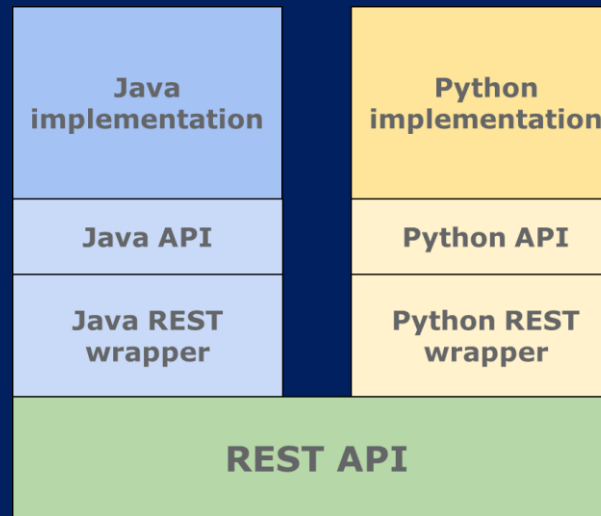 Java
implementation
Java API
Java REST
wrapper
Python
implementation
Python API
Python REST
wrapper
REST API